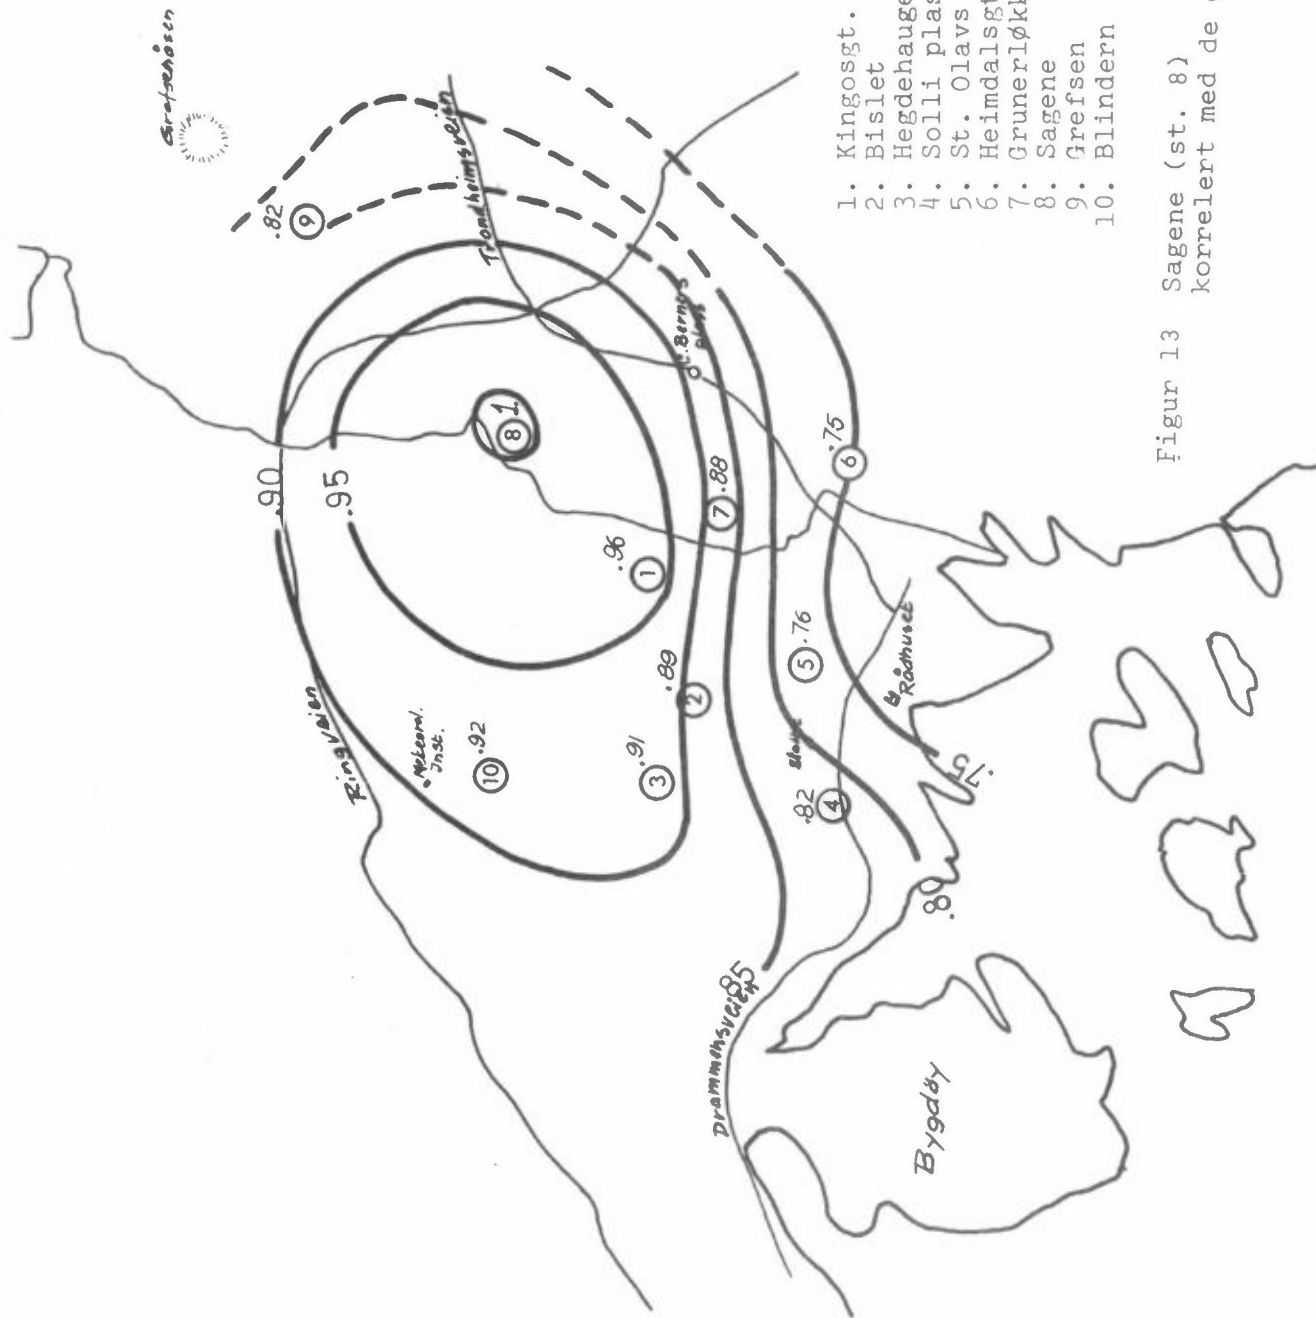 Grefsenåsen
.82
9
Trondheimsveien
.90
.95
8 1
C. Bernes
plass
Ringveien
.96
1
7 .88
6 .75
Meteorol.
Inst.
10 .92
.89
2
.91
3
5 .76
Rådhuset
Slottet
.82
4
.75
.80
.85
Drammensveien
Bygdøy
1. Kingosgt.
2. Bislet
3. Hegdehauge
4. Solli plas
5. St. Olavs
6. Heimdalsgt
7. Grunerløkk
8. Sagene
9. Grefsen
10. Blindern
Figur 13 Sagene (st. 8)
korrelert med de